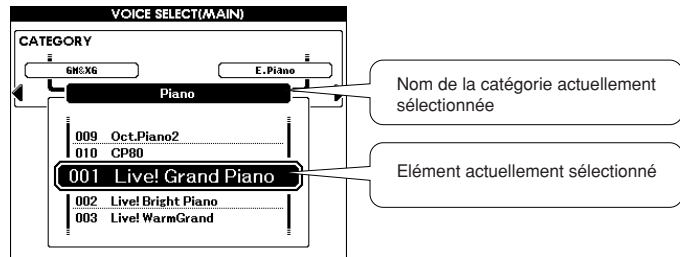 VOICE SELECT(MAIN)
CATEGORY
GM&XG
E.Piano
Piano
009 Oct.Piano2
010 CP80
001 Live! Grand Piano
002 Live! Bright Piano
003 Live! WarmGrand
Nom de la catégorie actuellement
sélectionnée
Elément actuellement sélectionné